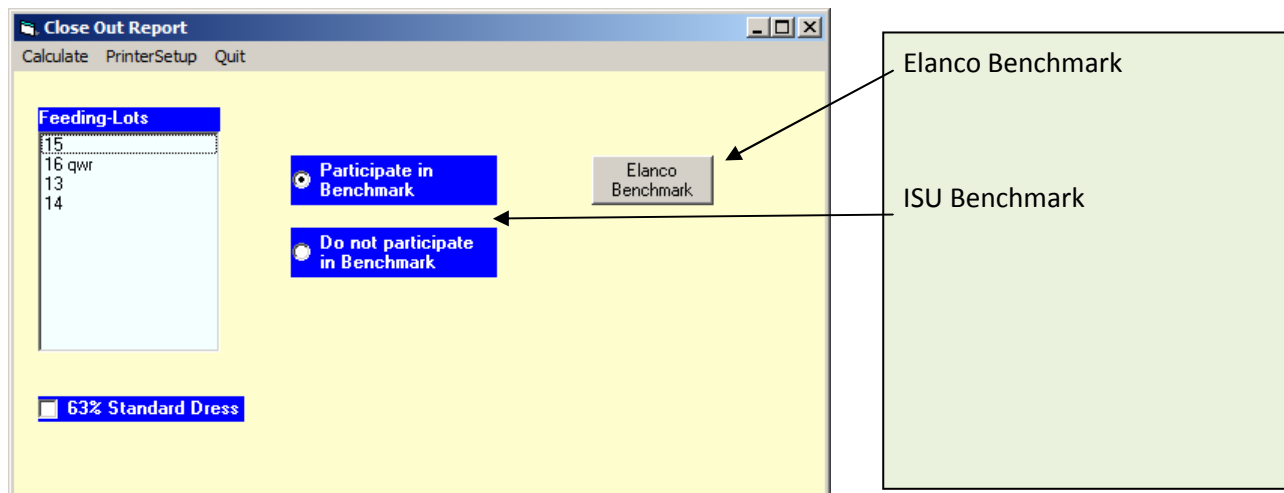 Close Out Report
Calculate PrinterSetup Quit
Feeding-Lots
15
16 qwr
13
14
Participate in
Benchmark
Do not participate
in Benchmark
Elanco
Benchmark
63% Standard Dress
Elanco Benchmark
ISU Benchmark